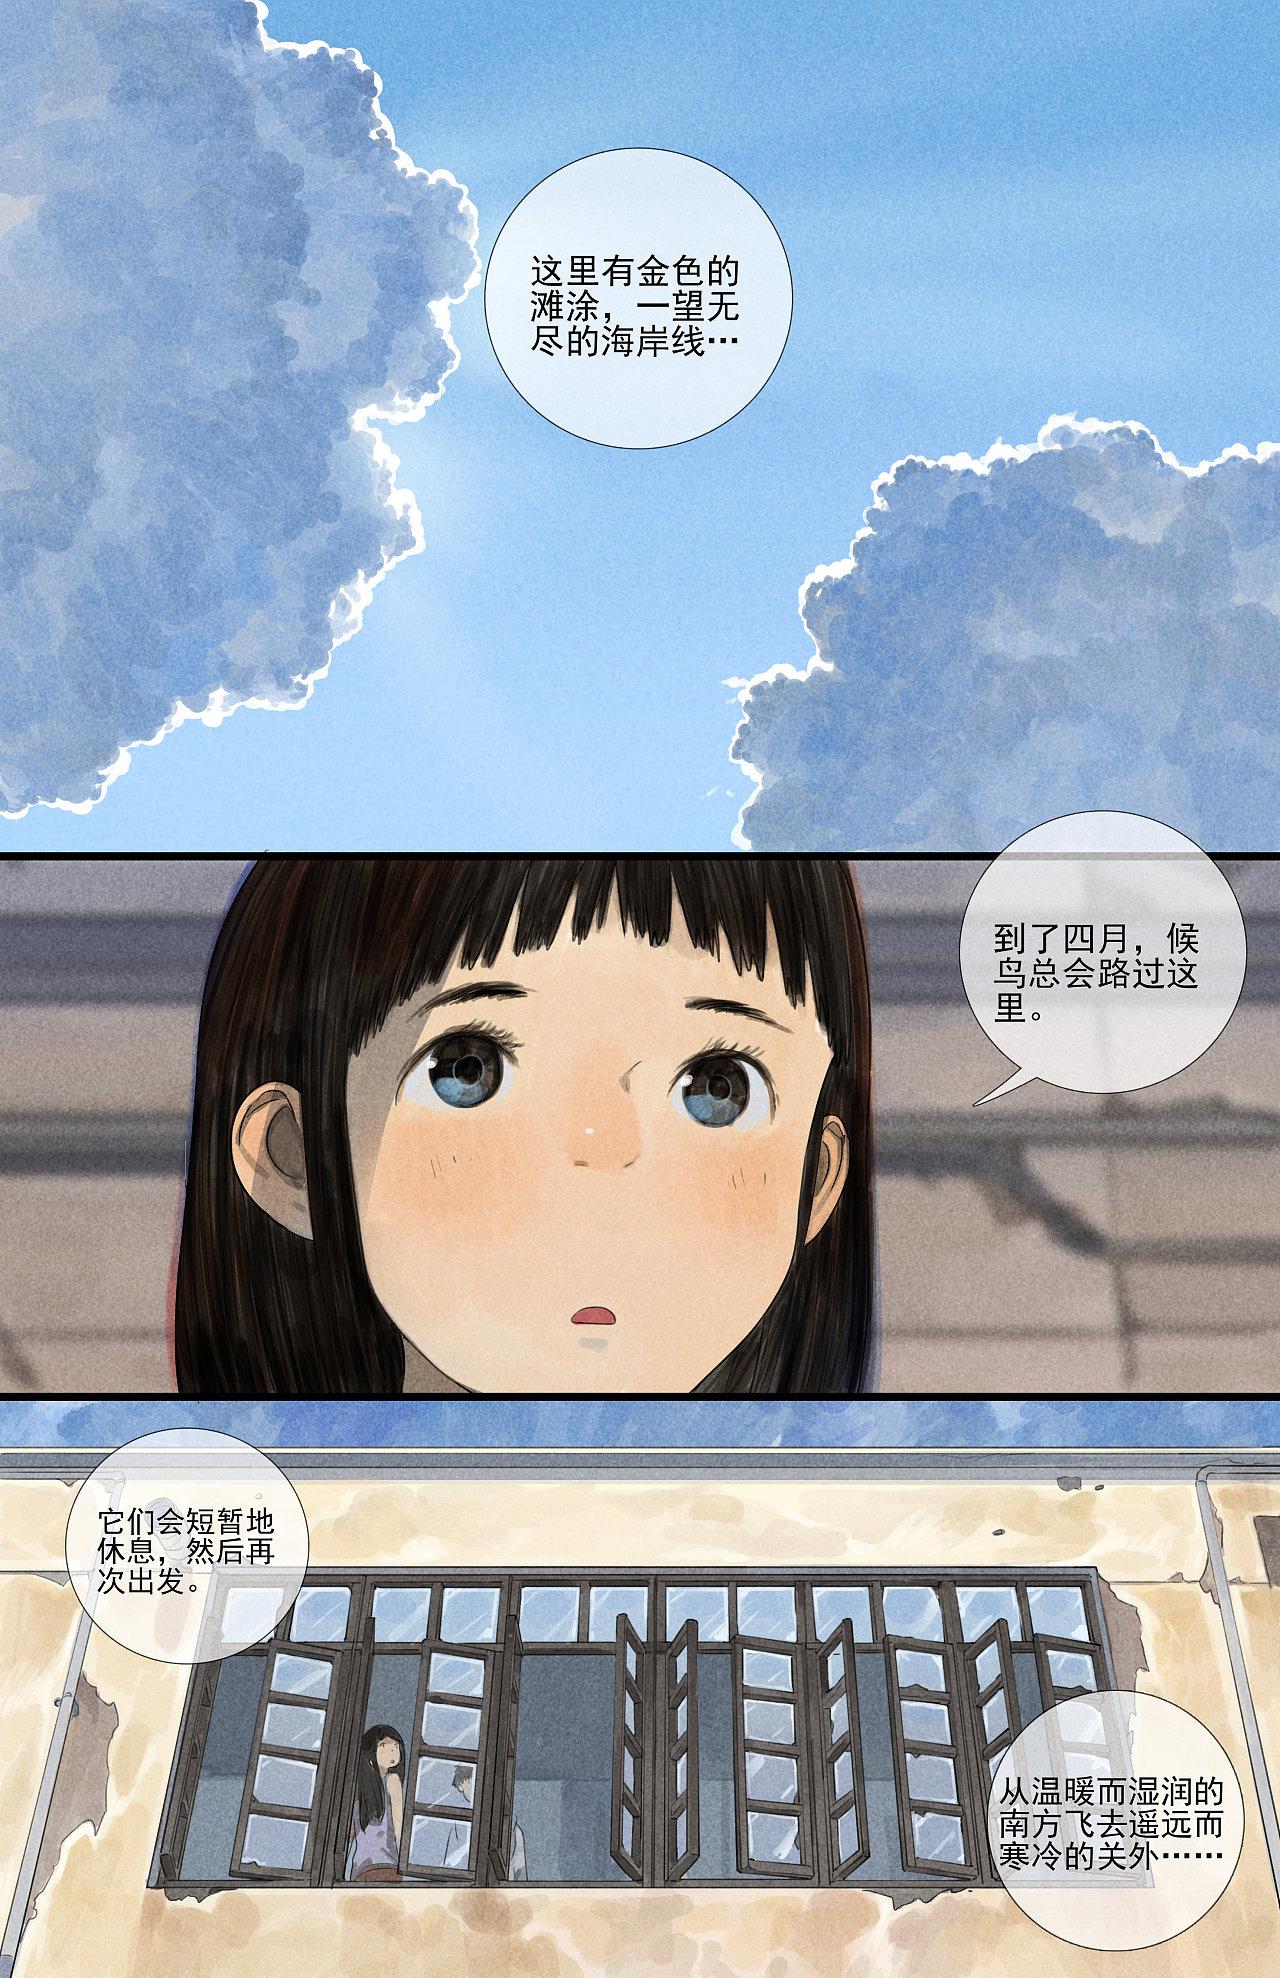 这里有金色的
滩涂，一望无
尽的海岸线…
到了四月，候
鸟总会路过这
里。
它们会短暂地
休息，然后再
次出发。
从温暖而湿润的
南方飞去遥远而
寒冷的关外……